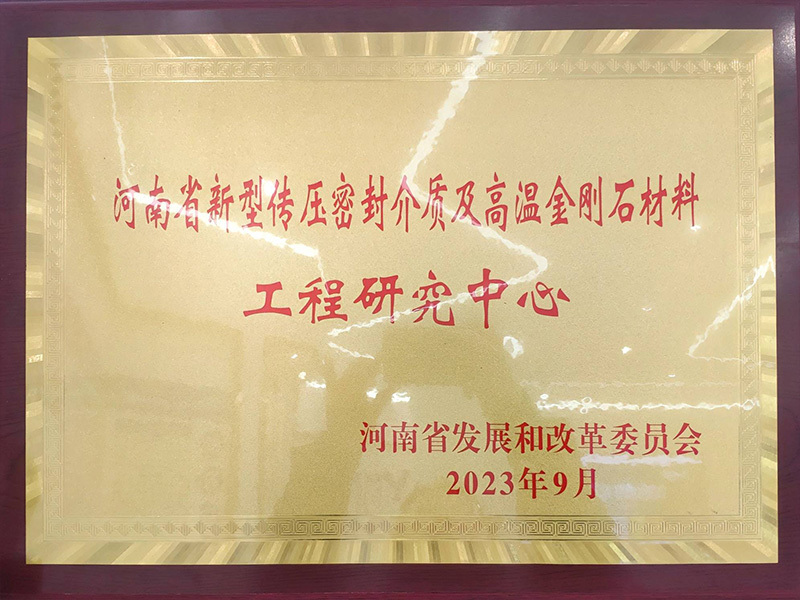 河南省新型传压密封介质及高温金刚石材料
工程研究中心
河南省发展和改革委员会
2023年9月